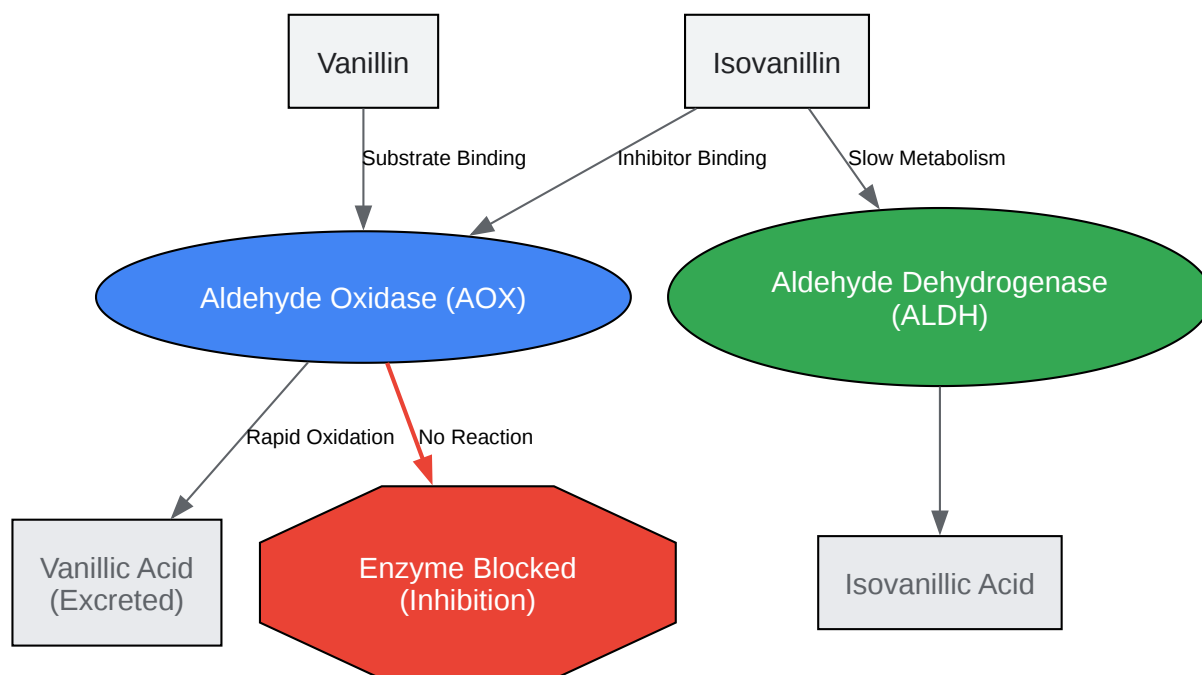 Vanillin
Isovanillin
Substrate Binding
Inhibitor Binding
Slow Metabolism
Aldehyde Oxidase (AOX)
Aldehyde Dehydrogenase
(ALDH)
Rapid Oxidation
No Reaction
Vanillic Acid
(Excreted)
Enzyme Blocked
(Inhibition)
Isovanillic Acid